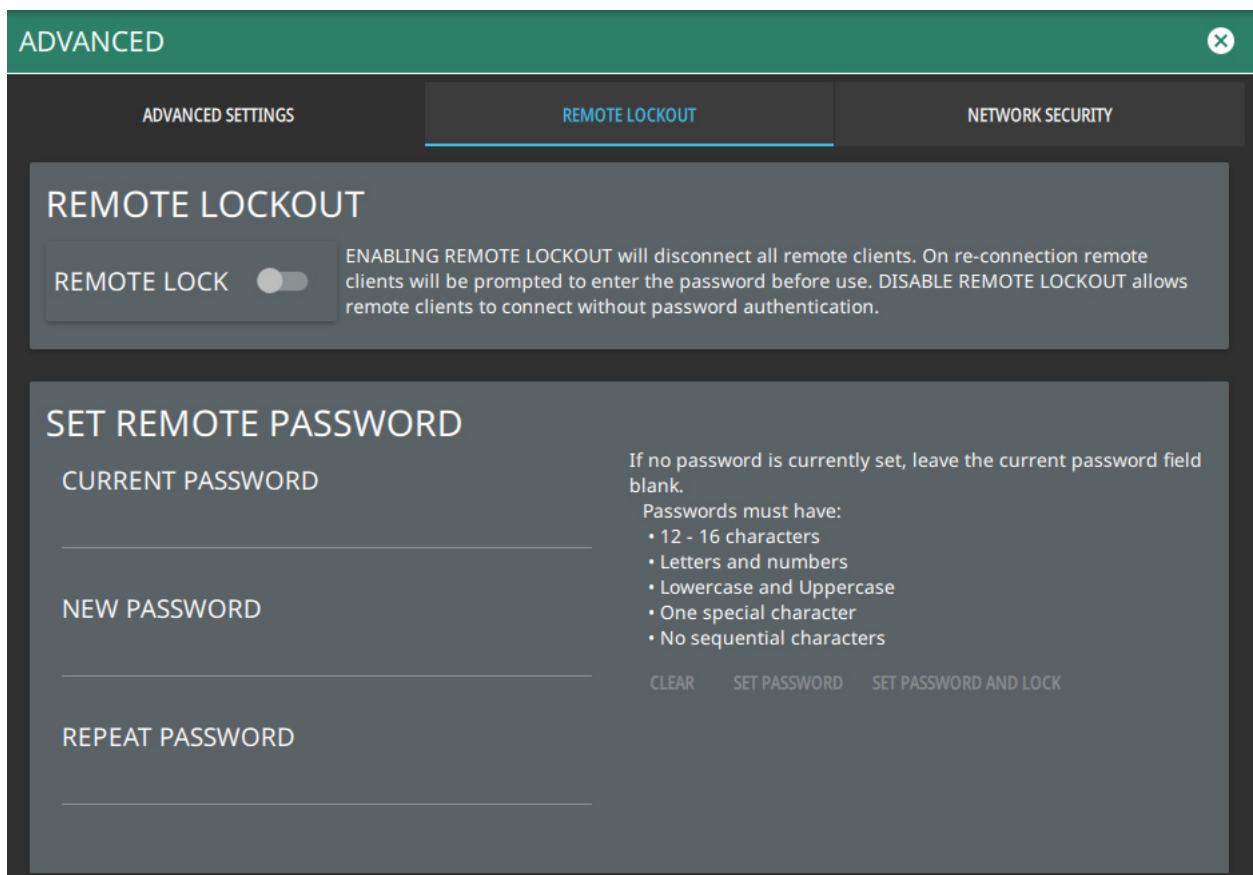 ADVANCED
ADVANCED SETTINGS
REMOTE LOCKOUT
NETWORK SECURITY
REMOTE LOCKOUT
REMOTE LOCK
ENABLING REMOTE LOCKOUT will disconnect all remote clients. On re-connection remote
clients will be prompted to enter the password before use. DISABLE REMOTE LOCKOUT allows
remote clients to connect without password authentication.
SET REMOTE PASSWORD
CURRENT PASSWORD
NEW PASSWORD
REPEAT PASSWORD
If no password is currently set, leave the current password field
blank.
Passwords must have:
• 12 - 16 characters
• Letters and numbers
• Lowercase and Uppercase
• One special character
• No sequential characters
CLEAR
SET PASSWORD
SET PASSWORD AND LOCK